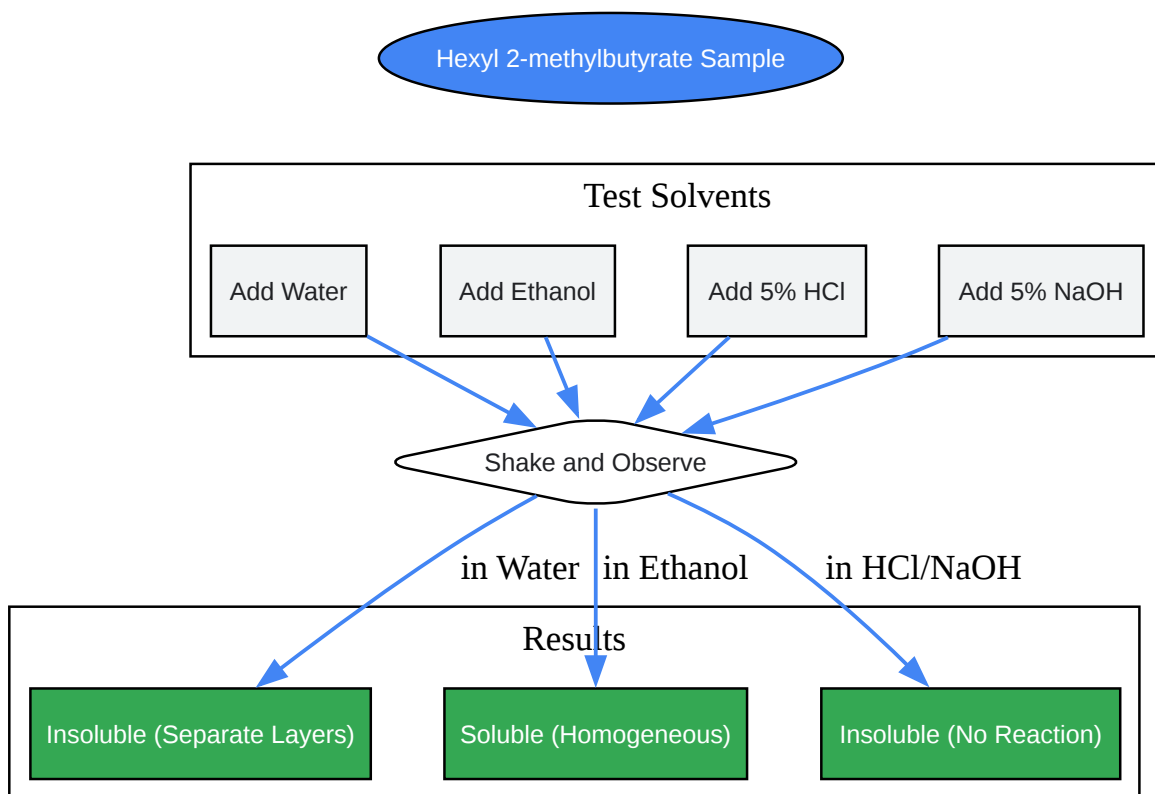 Hexyl 2-methylbutyrate Sample
Test Solvents
Add Water
Add Ethanol
Add 5% HCl
Add 5% NaOH
Shake and Observe
in Water
in Ethanol
in HCl/NaOH
Results
Insoluble (Separate Layers)
Soluble (Homogeneous)
Insoluble (No Reaction)